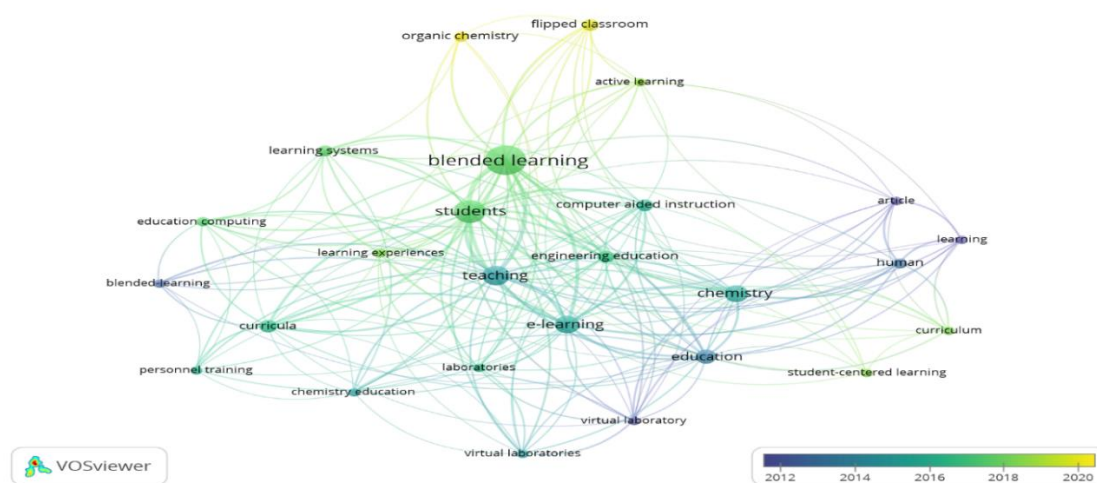 flipped classroom
organic chemistry
active learning
learning systems
blended learning
article
computer aided instruction
students
education computing
learning
learning experiences
engineering education
human
teaching
blended-learning
chemistry
e-learning
curricula
curriculum
education
laboratories
personnel training
student-centered learning
chemistry education
virtual laboratory
virtual laboratories
VOSviewer
2012 2014 2016 2018 2020